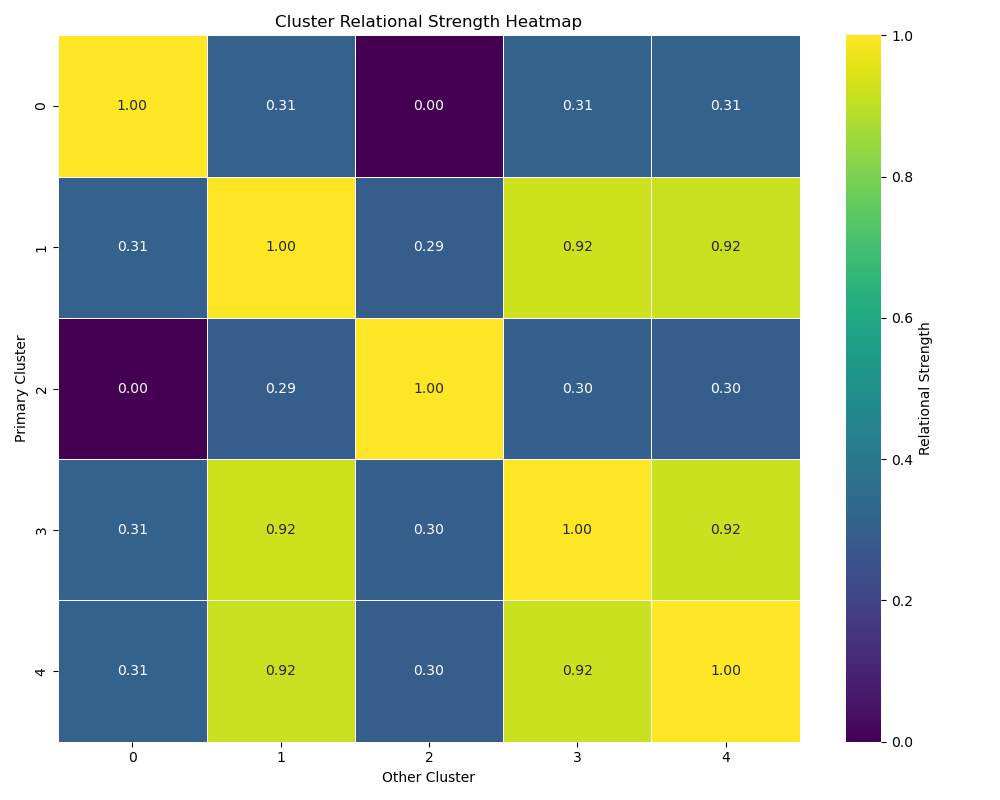 Cluster Relational Strength Heatmap
1.0
0 1.00 0.31 0.00 0.31 0.31
0.8
1 0.31 1.00 0.29 0.92 0.92
0.6
Primary Cluster
2 0.00 0.29 1.00 0.30 0.30
Relational Strength
0.4
3 0.31 0.92 0.30 1.00 0.92
0.2
4 0.31 0.92 0.30 0.92 1.00
0.0
0 1 2 3 4
Other Cluster